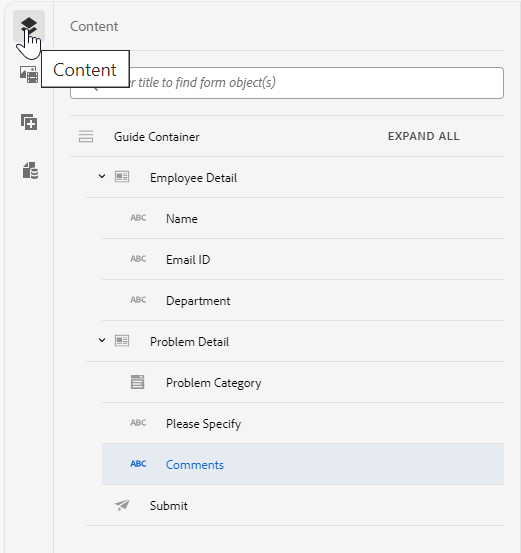 Content
Content
er title to find form object(s)
Guide Container EXPAND ALL
Employee Detail
ABC Name
ABC Email ID
ABC Department
Problem Detail
Problem Category
ABC Please Specify
ABC Comments
Submit